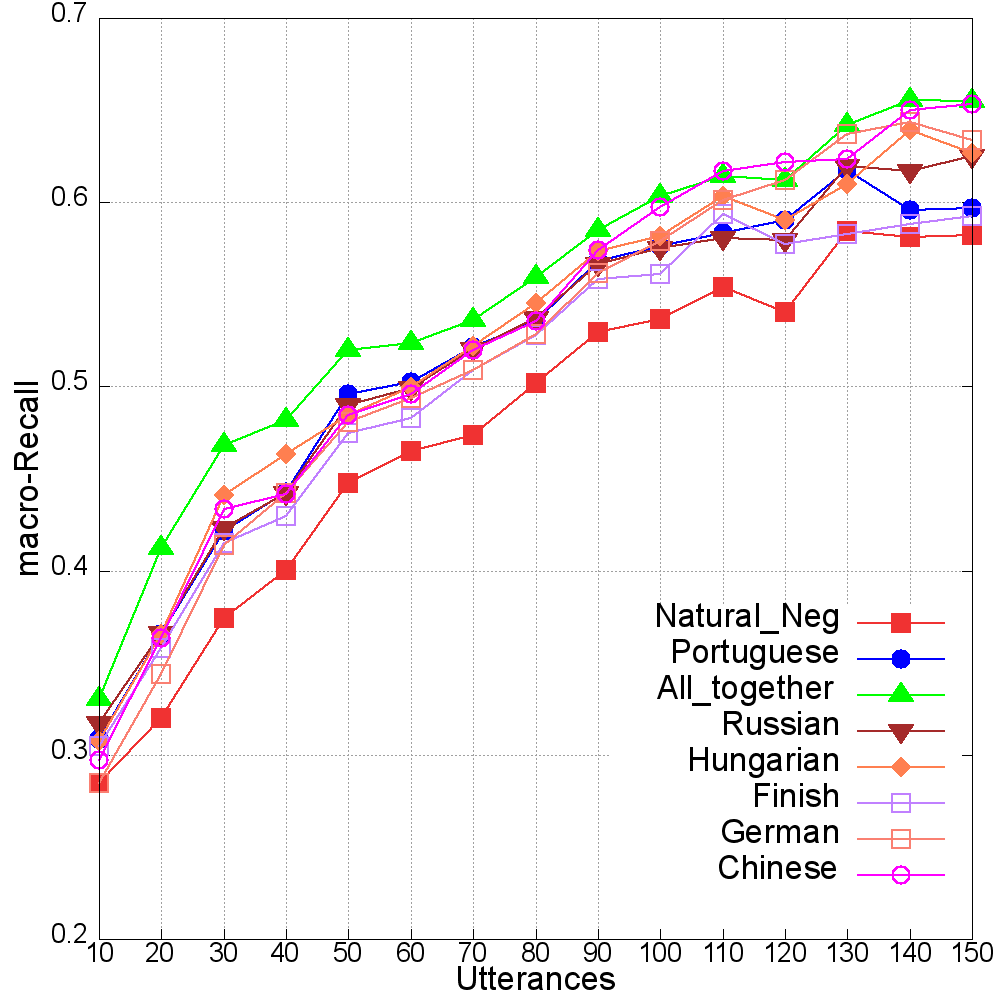 0.7
0.6
0.5
0.4
0.3
0.2
macro-Recall
Natural_Neg
Portuguese
All_together
Russian
Hungarian
Finish
German
Chinese
10 20 30 40 50 60 70 80 90 100 110 120 130 140 150
Utterances